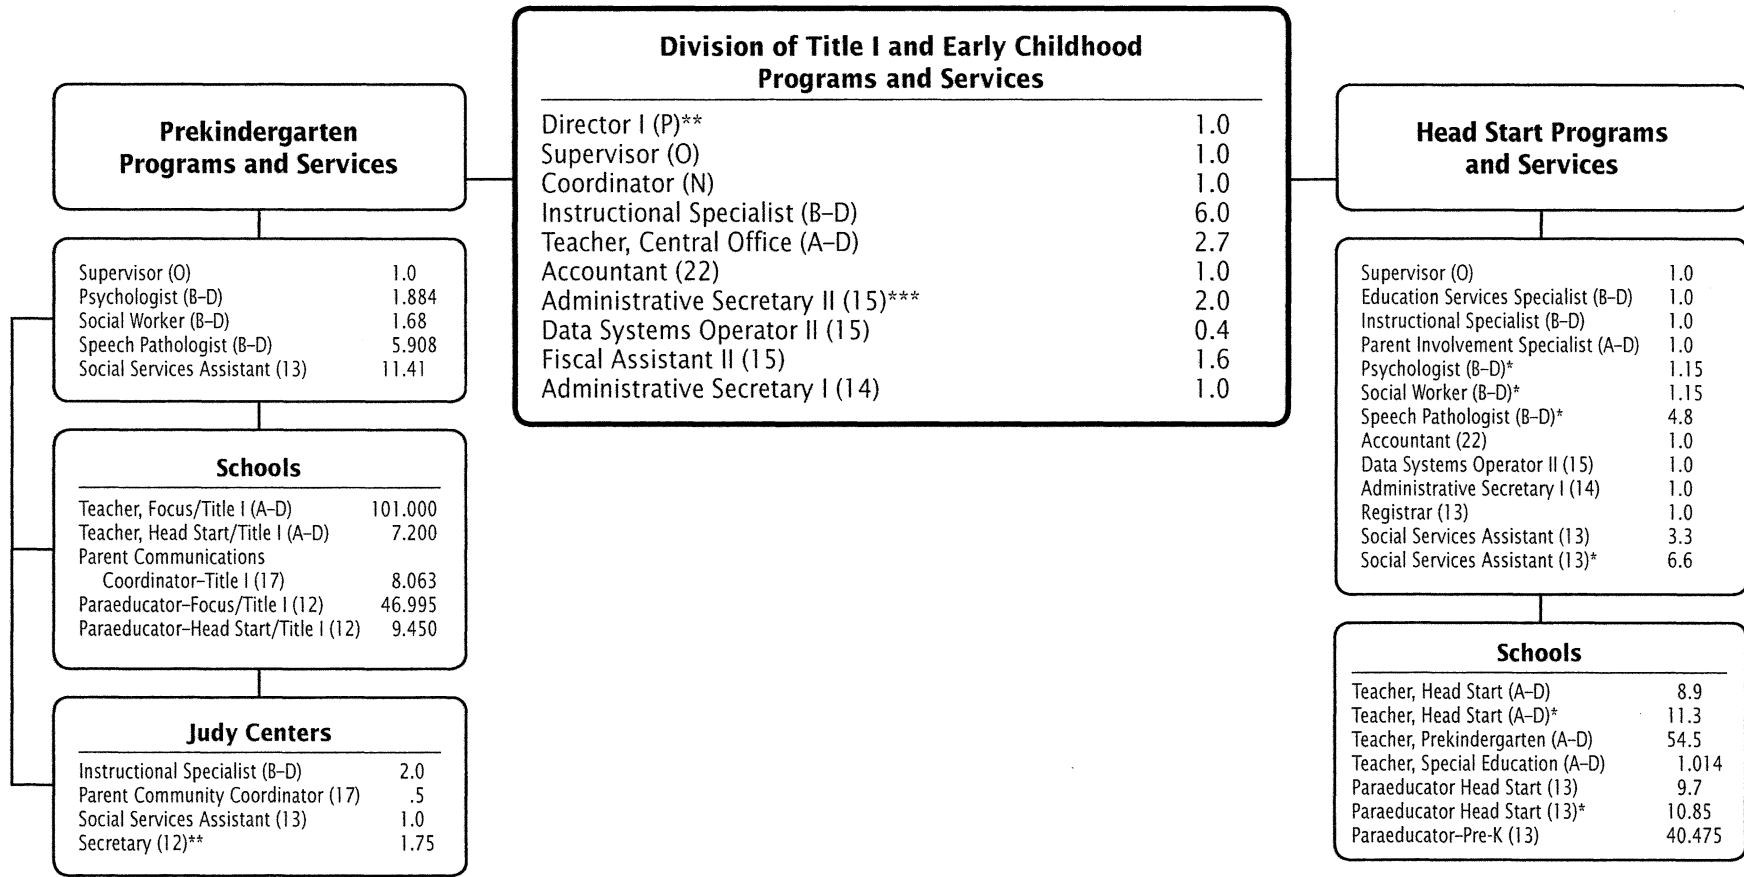 Division of Title I and Early Childhood
Programs and Services
Director I (P)** 1.0
Supervisor (O) 1.0
Coordinator (N) 1.0
Instructional Specialist (B–D) 6.0
Teacher, Central Office (A–D) 2.7
Accountant (22) 1.0
Administrative Secretary II (15)*** 2.0
Data Systems Operator II (15) 0.4
Fiscal Assistant II (15) 1.6
Administrative Secretary I (14) 1.0
Prekindergarten
Programs and Services
Supervisor (O) 1.0
Psychologist (B–D) 1.884
Social Worker (B–D) 1.68
Speech Pathologist (B–D) 5.908
Social Services Assistant (13) 11.41
Schools
Teacher, Focus/Title I (A–D) 101.000
Teacher, Head Start/Title I (A–D) 7.200
Parent Communications
Coordinator–Title I (17) 8.063
Paraeducator–Focus/Title I (12) 46.995
Paraeducator–Head Start/Title I (12) 9.450
Judy Centers
Instructional Specialist (B–D) 2.0
Parent Community Coordinator (17) .5
Social Services Assistant (13) 1.0
Secretary (12)** 1.75
Head Start Programs
and Services
Supervisor (O) 1.0
Education Services Specialist (B–D) 1.0
Instructional Specialist (B–D) 1.0
Parent Involvement Specialist (A–D) 1.0
Psychologist (B–D)* 1.15
Social Worker (B–D)* 1.15
Speech Pathologist (B–D)* 4.8
Accountant (22) 1.0
Data Systems Operator II (15) 1.0
Administrative Secretary I (14) 1.0
Registrar (13) 1.0
Social Services Assistant (13) 3.3
Social Services Assistant (13)* 6.6
Schools
Teacher, Head Start (A–D) 8.9
Teacher, Head Start (A–D)* 11.3
Teacher, Prekindergarten (A–D) 54.5
Teacher, Special Education (A–D) 1.014
Paraeducator Head Start (13) 9.7
Paraeducator Head Start (13)* 10.85
Paraeducator–Pre-K (13) 40.475